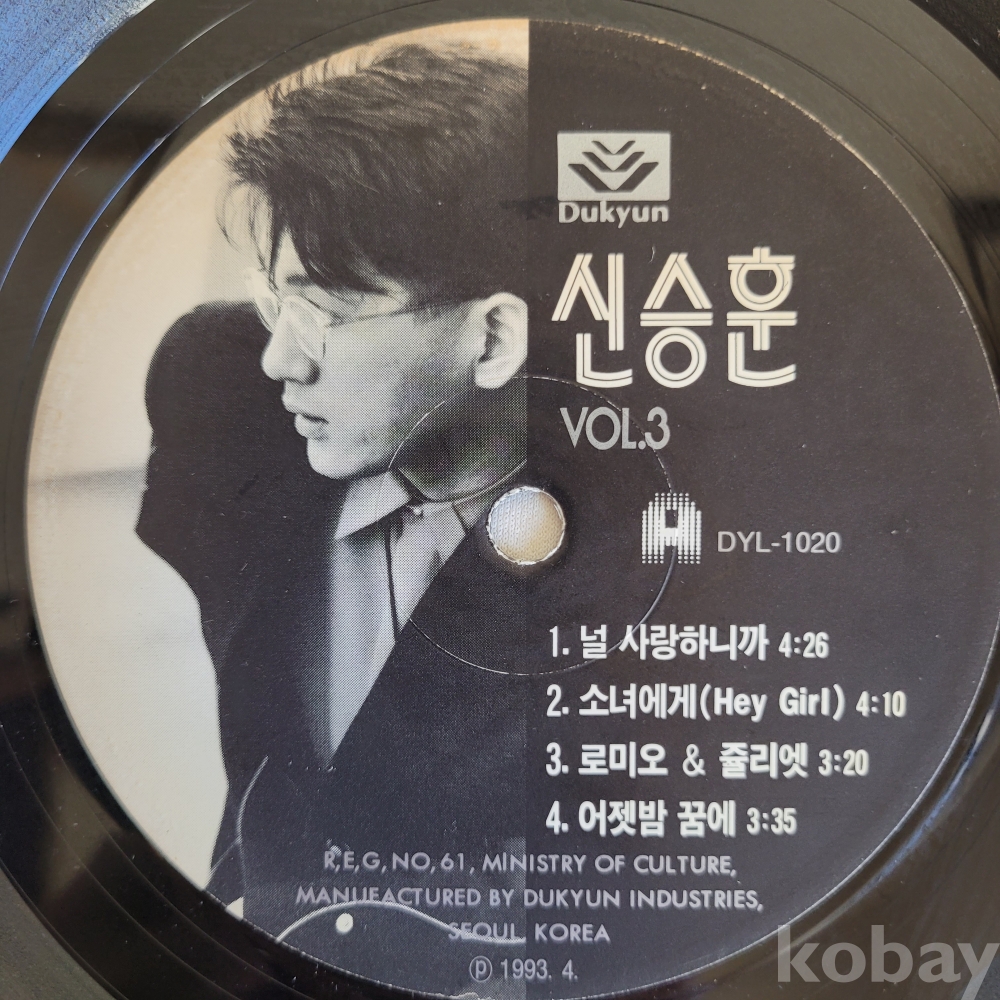 Dukyun
신승훈
VOL.3
A DYL-1020
1. 널 사랑하니까 4:26
2. 소녀에게(Hey Girl) 4:10
3. 로미오 & 쥴리엣 3:20
4. 어젯밤 꿈에 3:35
R,E,G,NO,61, MINISTRY OF CULTURE,
MANUFACTURED BY DUKYUN INDUSTRIES,
SEOUL. KOREA
ⓟ 1993. 4.
kobay